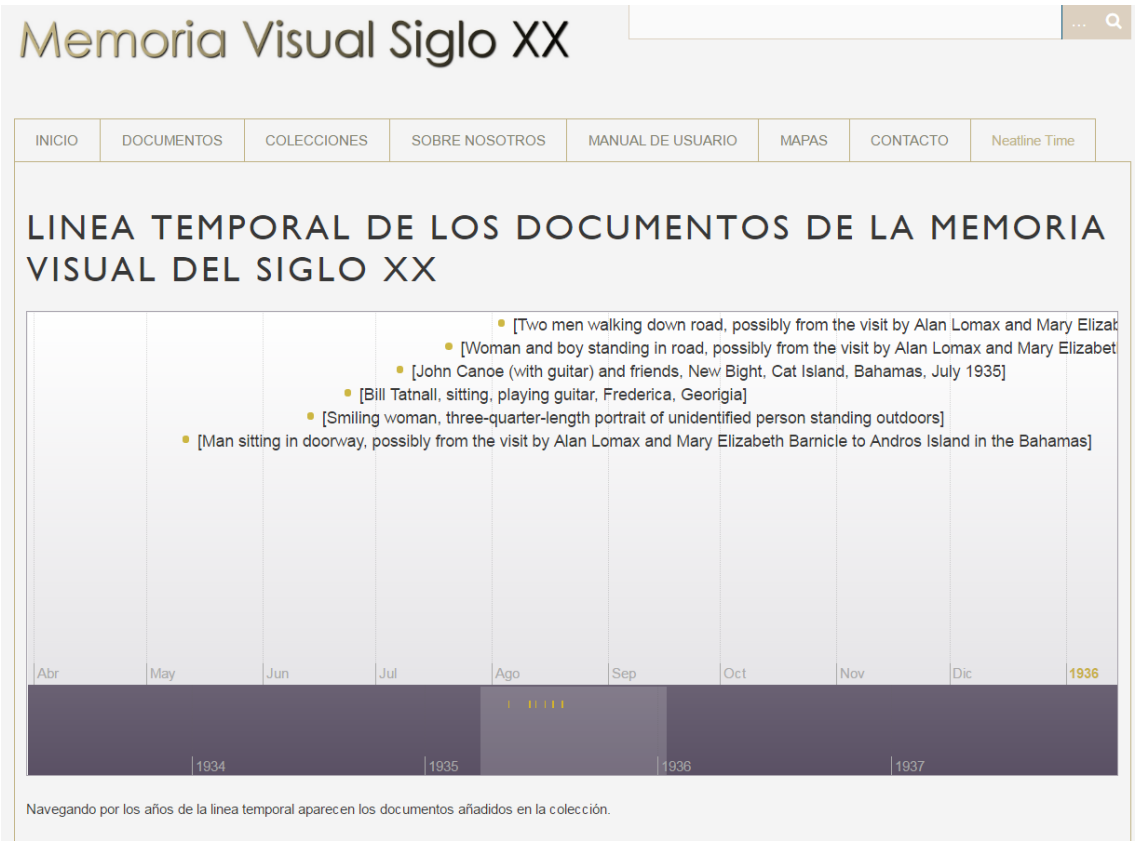 Memoria Visual Siglo XX
...
INICIO DOCUMENTOS COLECCIONES SOBRE NOSOTROS MANUAL DE USUARIO MAPAS CONTACTO Neatline Time
LINEA TEMPORAL DE LOS DOCUMENTOS DE LA MEMORIA
VISUAL DEL SIGLO XX
[Two men walking down road, possibly from the visit by Alan Lomax and Mary Elizab
[Woman and boy standing in road, possibly from the visit by Alan Lomax and Mary Elizabet
[John Canoe (with guitar) and friends, New Bight, Cat Island, Bahamas, July 1935]
[Bill Tatnall, sitting, playing guitar, Frederica, Georigia]
[Smiling woman, three-quarter-length portrait of unidentified person standing outdoors]
[Man sitting in doorway, possibly from the visit by Alan Lomax and Mary Elizabeth Barnicle to Andros Island in the Bahamas]
Abr May Jun Jul Ago Sep Oct Nov Dic 1936
1934 1935 1936 1937
Navegando por los años de la linea temporal aparecen los documentos añadidos en la colección.